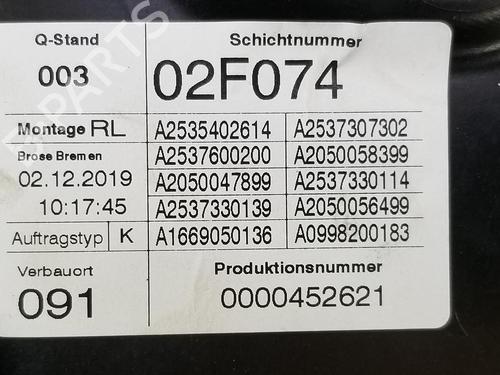 Q-Stand Schichtnummer
003 02F074
Montage RL A2535402614 A2537307302
Brose Bremen A2537600200 A2050058399
02.12.2019 A2050047899 A2537330114
10:17:45 A2537330139 A2050056499
Auftragstyp K A1669050136 A0998200183
Verbauort Produktionsnummer
091 0000452621